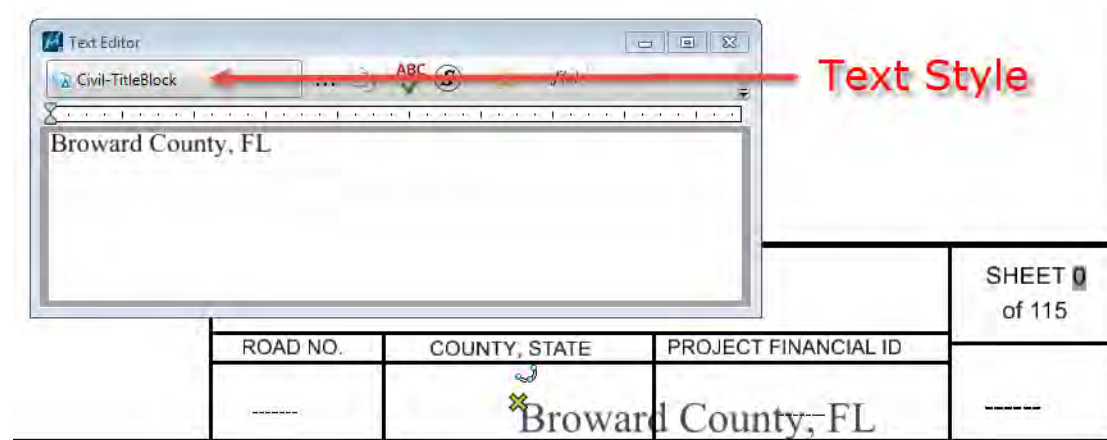 Text Editor
Civil-TitleBlock
ABC
S
Text Style
Broward County, FL
SHEET 0
of 115
ROAD NO.
COUNTY, STATE
PROJECT FINANCIAL ID
-------
Broward County, FL
------